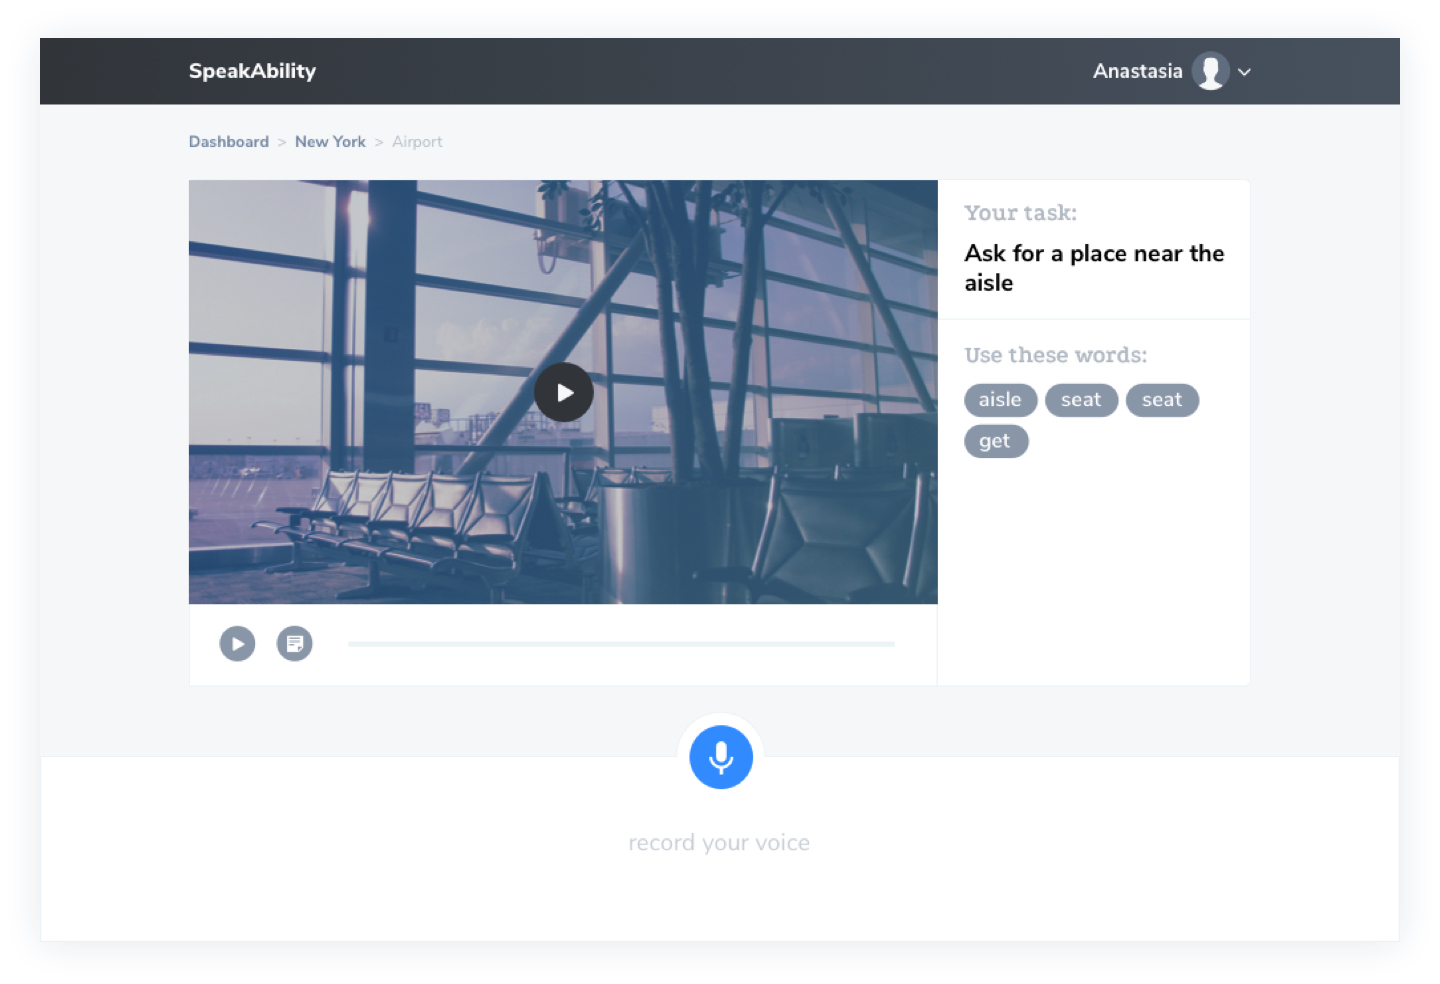 SpeakAbility
Anastasia
Dashboard > New York > Airport
Your task:
Ask for a place near the
aisle
Use these words:
aisle seat seat
get
record your voice